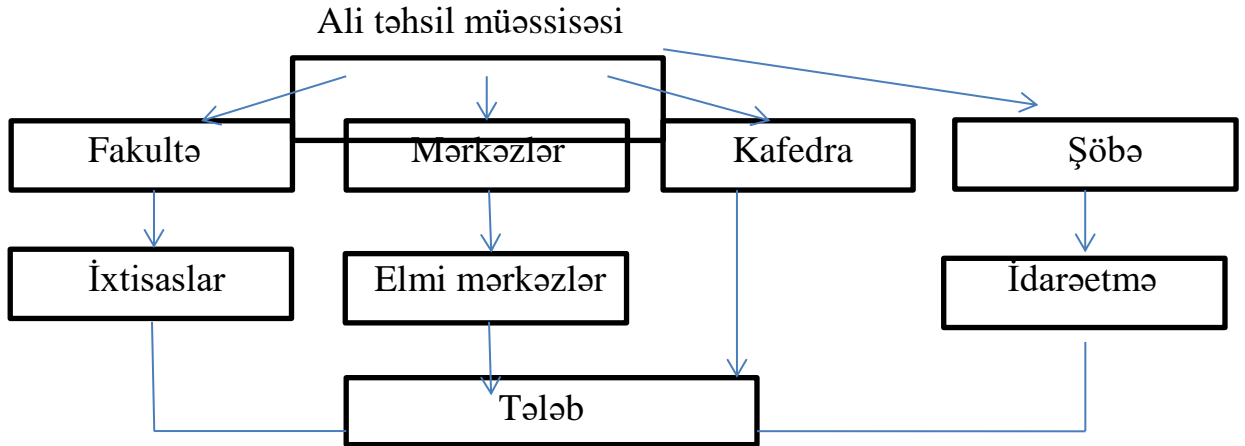 Ali təhsil müəssisəsi
Fakultə Mərkəzlər Kafedra Şöbə
İxtisaslar Elmi mərkəzlər İdarəetmə
Tələb